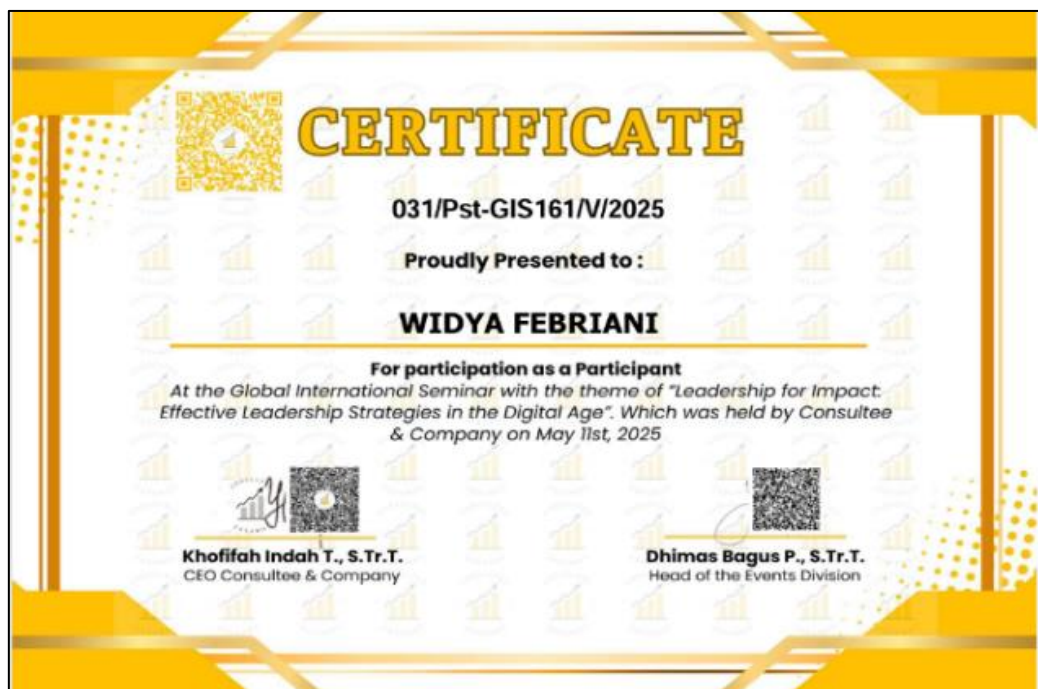 CERTIFICATE
031/Pst-GIS161/V/2025
Proudly Presented to :
WIDYA FEBRIANI
For participation as a Participant
At the Global International Seminar with the theme of "Leadership for Impact:
Effective Leadership Strategies in the Digital Age". Which was held by Consultee
& Company on May 11st, 2025
Khofifah Indah T., S.Tr.T.
CEO Consultee & Company
Dhimas Bagus P., S.Tr.T.
Head of the Events Division